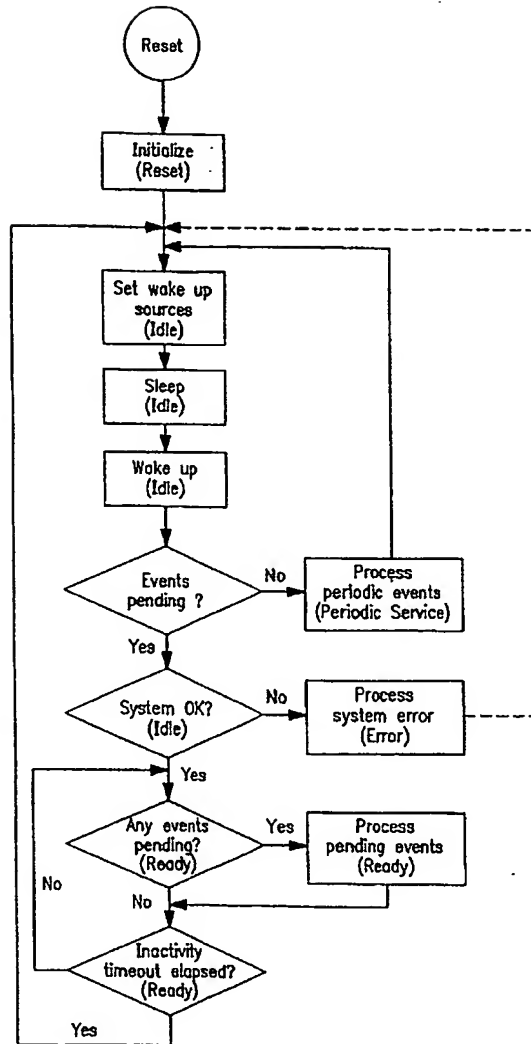 Reset
Initialize
(Reset)
Set wake up
sources
(Idle)
Sleep
(Idle)
Wake up
(Idle)
Events
pending ?
No
Process
periodic events
(Periodic Service)
Yes
System OK?
(Idle)
No
Process
system error
(Error)
Yes
Any events
pending?
(Ready)
Yes
Process
pending events
(Ready)
No
No
Inactivity
timeout elapsed?
(Ready)
Yes